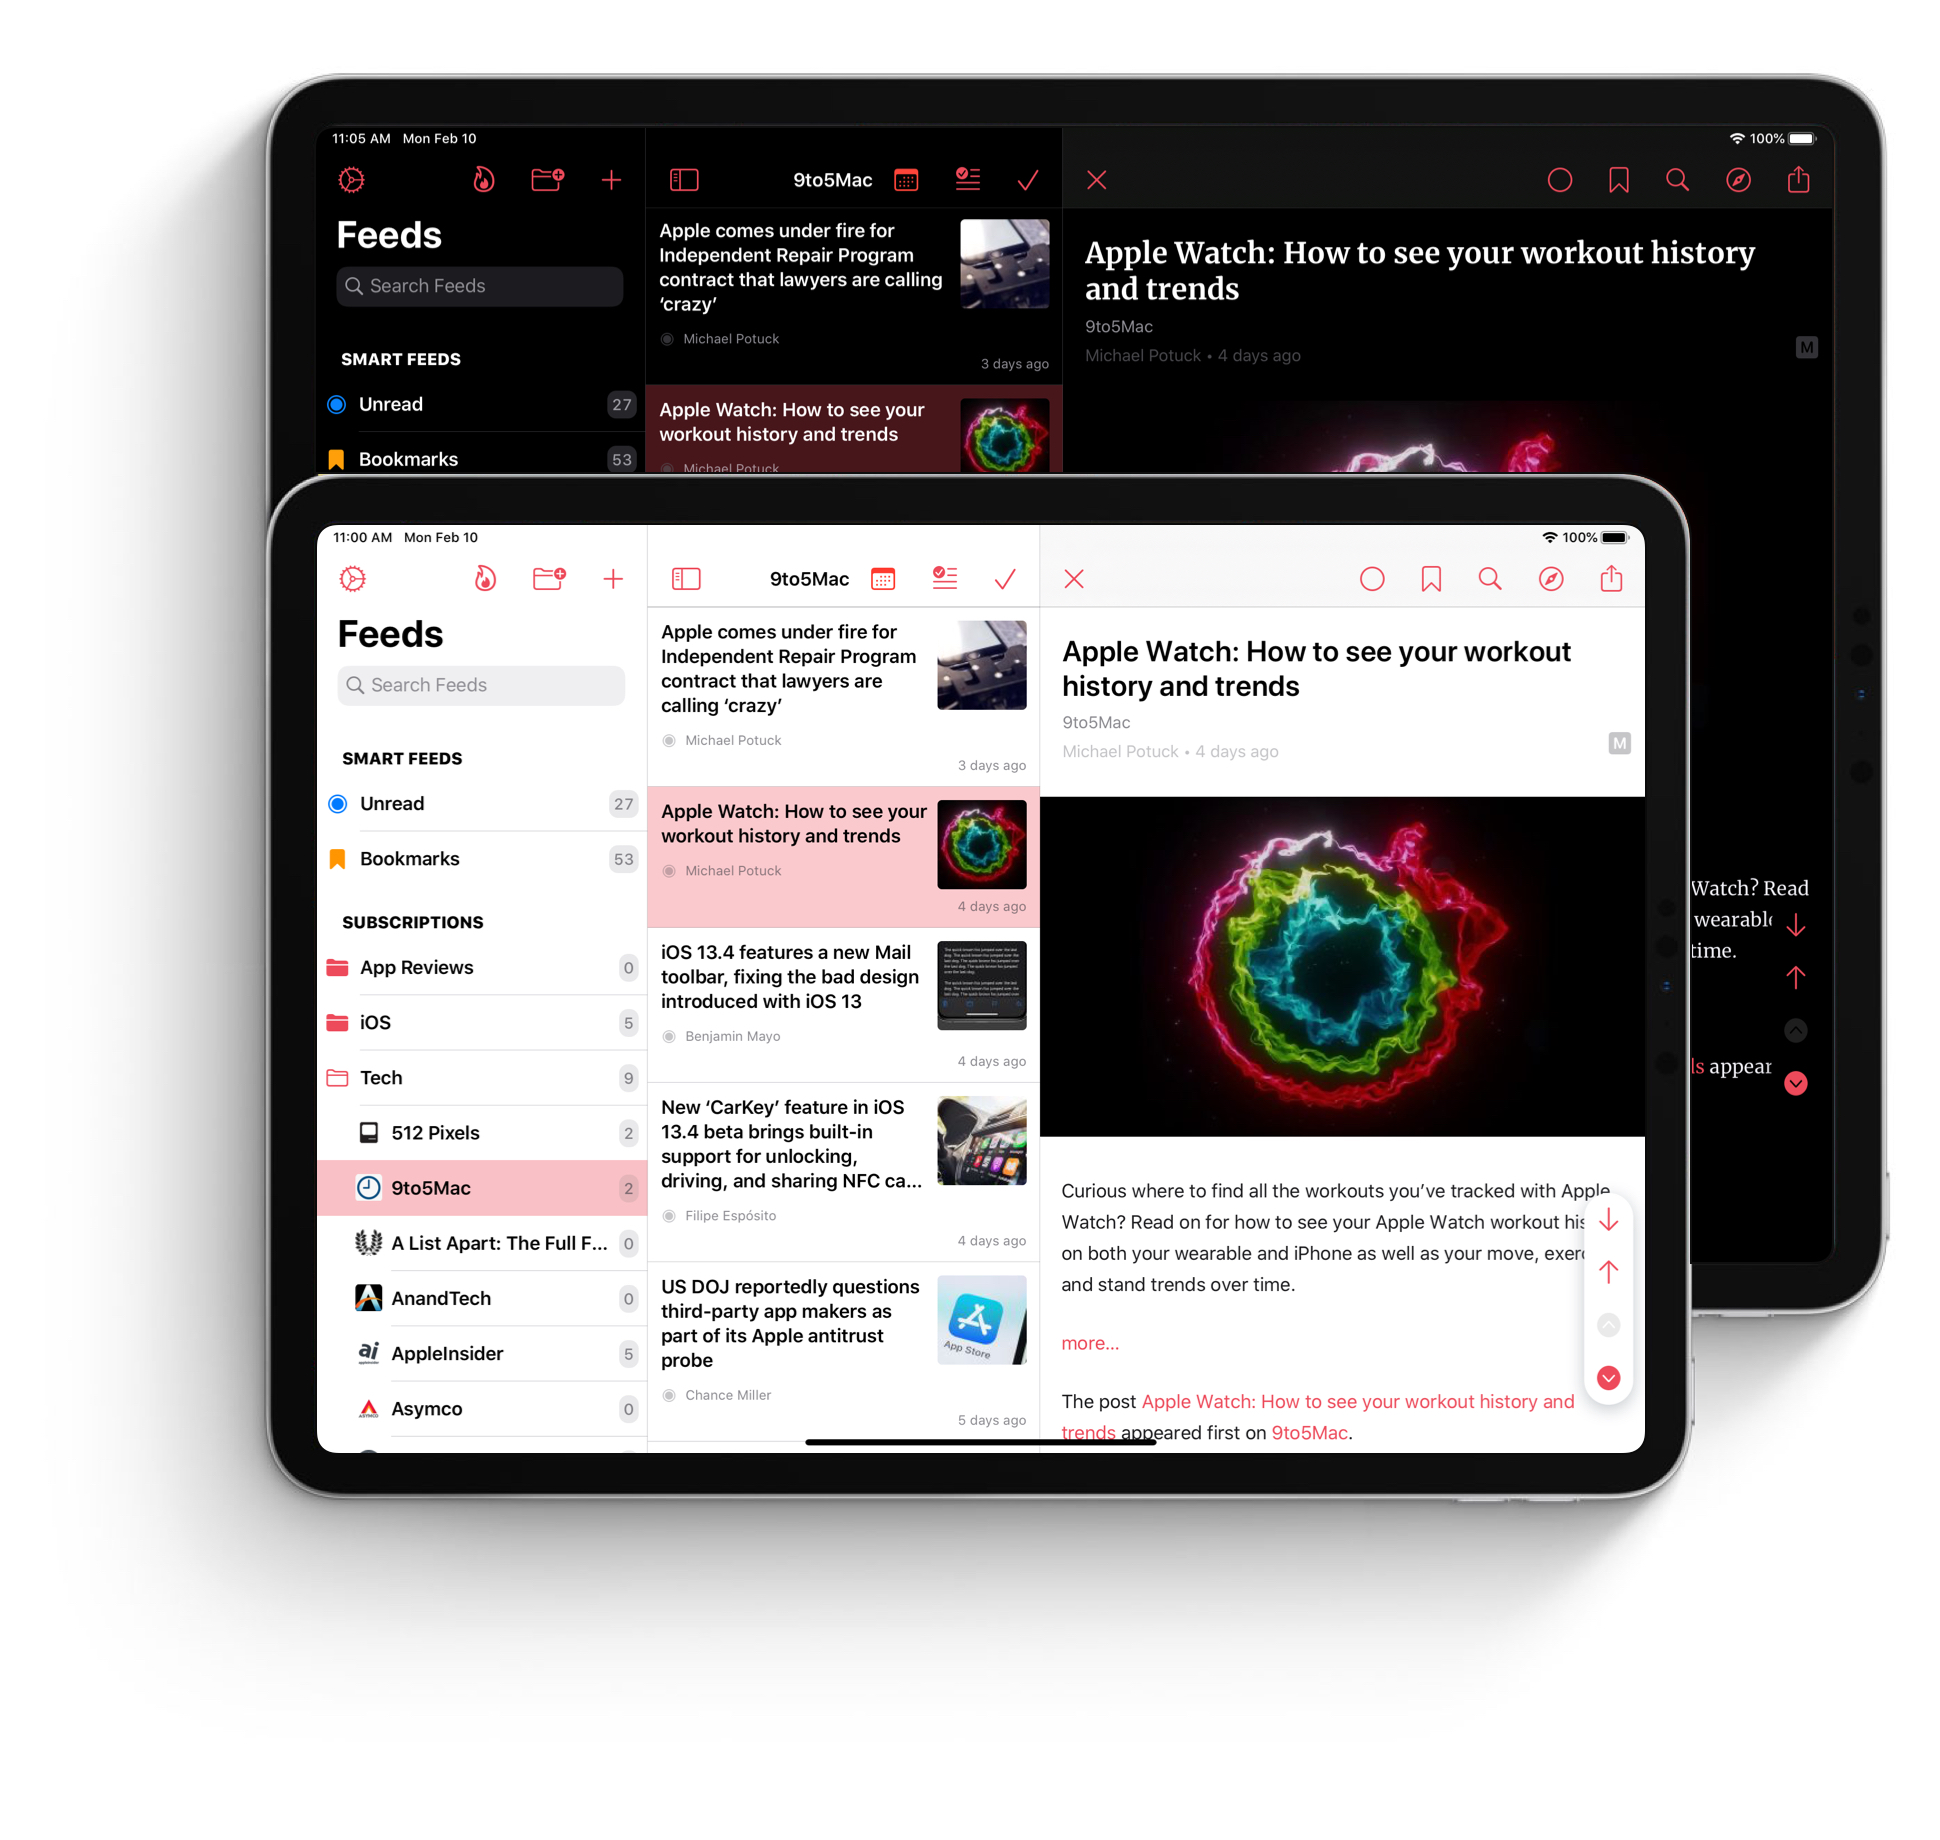 11:05 AM Mon Feb 10
100%
Feeds
Search Feeds
SMART FEEDS
Unread 27
Bookmarks 53
9to5Mac
Apple comes under fire for
Independent Repair Program
contract that lawyers are calling
‘crazy’
Michael Potuck
3 days ago
Apple Watch: How to see your
workout history and trends
Michael Potuck
Apple Watch: How to see your workout history
and trends
9to5Mac
Michael Potuck • 4 days ago
M
Watch? Read
wearable
time.
ls appear
11:00 AM Mon Feb 10
100%
Feeds
Search Feeds
SMART FEEDS
Unread 27
Bookmarks 53
SUBSCRIPTIONS
App Reviews 0
iOS 5
Tech 9
512 Pixels 2
9to5Mac 2
A List Apart: The Full F... 0
AnandTech 0
ai AppleInsider 5
Asymco 0
9to5Mac
Apple comes under fire for
Independent Repair Program
contract that lawyers are
calling ‘crazy’
Michael Potuck
3 days ago
Apple Watch: How to see your
workout history and trends
Michael Potuck
4 days ago
iOS 13.4 features a new Mail
toolbar, fixing the bad design
introduced with iOS 13
Benjamin Mayo
4 days ago
New ‘CarKey’ feature in iOS
13.4 beta brings built-in
support for unlocking,
driving, and sharing NFC ca...
Filipe Espósito
4 days ago
US DOJ reportedly questions
third-party app makers as
part of its Apple antitrust
probe
App Store
Chance Miller
5 days ago
Apple Watch: How to see your workout
history and trends
9to5Mac
Michael Potuck • 4 days ago
M
Curious where to find all the workouts you’ve tracked with Apple
Watch? Read on for how to see your Apple Watch workout his
on both your wearable and iPhone as well as your move, exerc
and stand trends over time.
more...
The post Apple Watch: How to see your workout history and
trends appeared first on 9to5Mac.